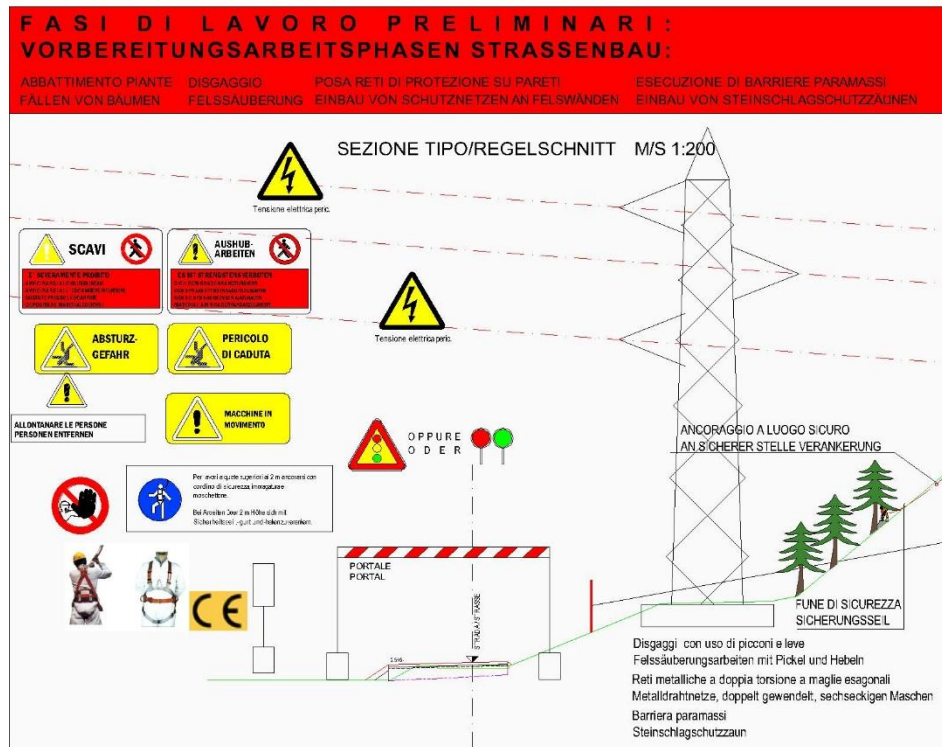 FASI DI LAVORO PRELIMINARI:
VORBEREITUNGSARBEITSPHASEN STRASSENBAU:
ABBATTIMENTO PIANTE DISGAGGIO POSA RETI DI PROTEZIONE SU PARETI ESECUZIONE DI BARRIERE PARAMASSI
FÄLLEN VON BÄUMEN FELSSÄUBERUNG EINBAU VON SCHUTZNETZEN AN FELSWÄNDEN EINBAU VON STEINSCHLAGSCHUTZZÄUNEN
SEZIONE TIPO/REGELSCHNITT M/S 1:200
Tensione elettrica peric.
SCAVI
AUSHUB-
ARBEITEN
Tensione elettrica peric.
ABSTURZ-
GEFAHR
PERICOLO
DI CADUTA
ALLONTANARE LE PERSONE
PERSONEN ENTFERNEN
MACCHINE IN
MOVIMENTO
OPPURE
ODER
ANCORAGGIO A LUOGO SICURO
AN SICHERER STELLE VERANKERUNG
Per lavori a quote superiori ai 2 m
cordino di sicurezza
moschettone.
Bei Arbeiten über 2 m Höhe sich mit
PORTALE
PORTAL
CE
STRADA/STRASSE
FUNE DI SICUREZZA
SICHERUNGSSEIL
Disgaggi con uso di picconi e leve
Felssäuberungsarbeiten mit Pickel und Hebeln
Reti metalliche a doppia torsione a maglie esagonali
Metalldrahtnetze, doppelt gewendelt, sechseckigen Maschen
Barriera paramassi
Steinschlagschutzzaun